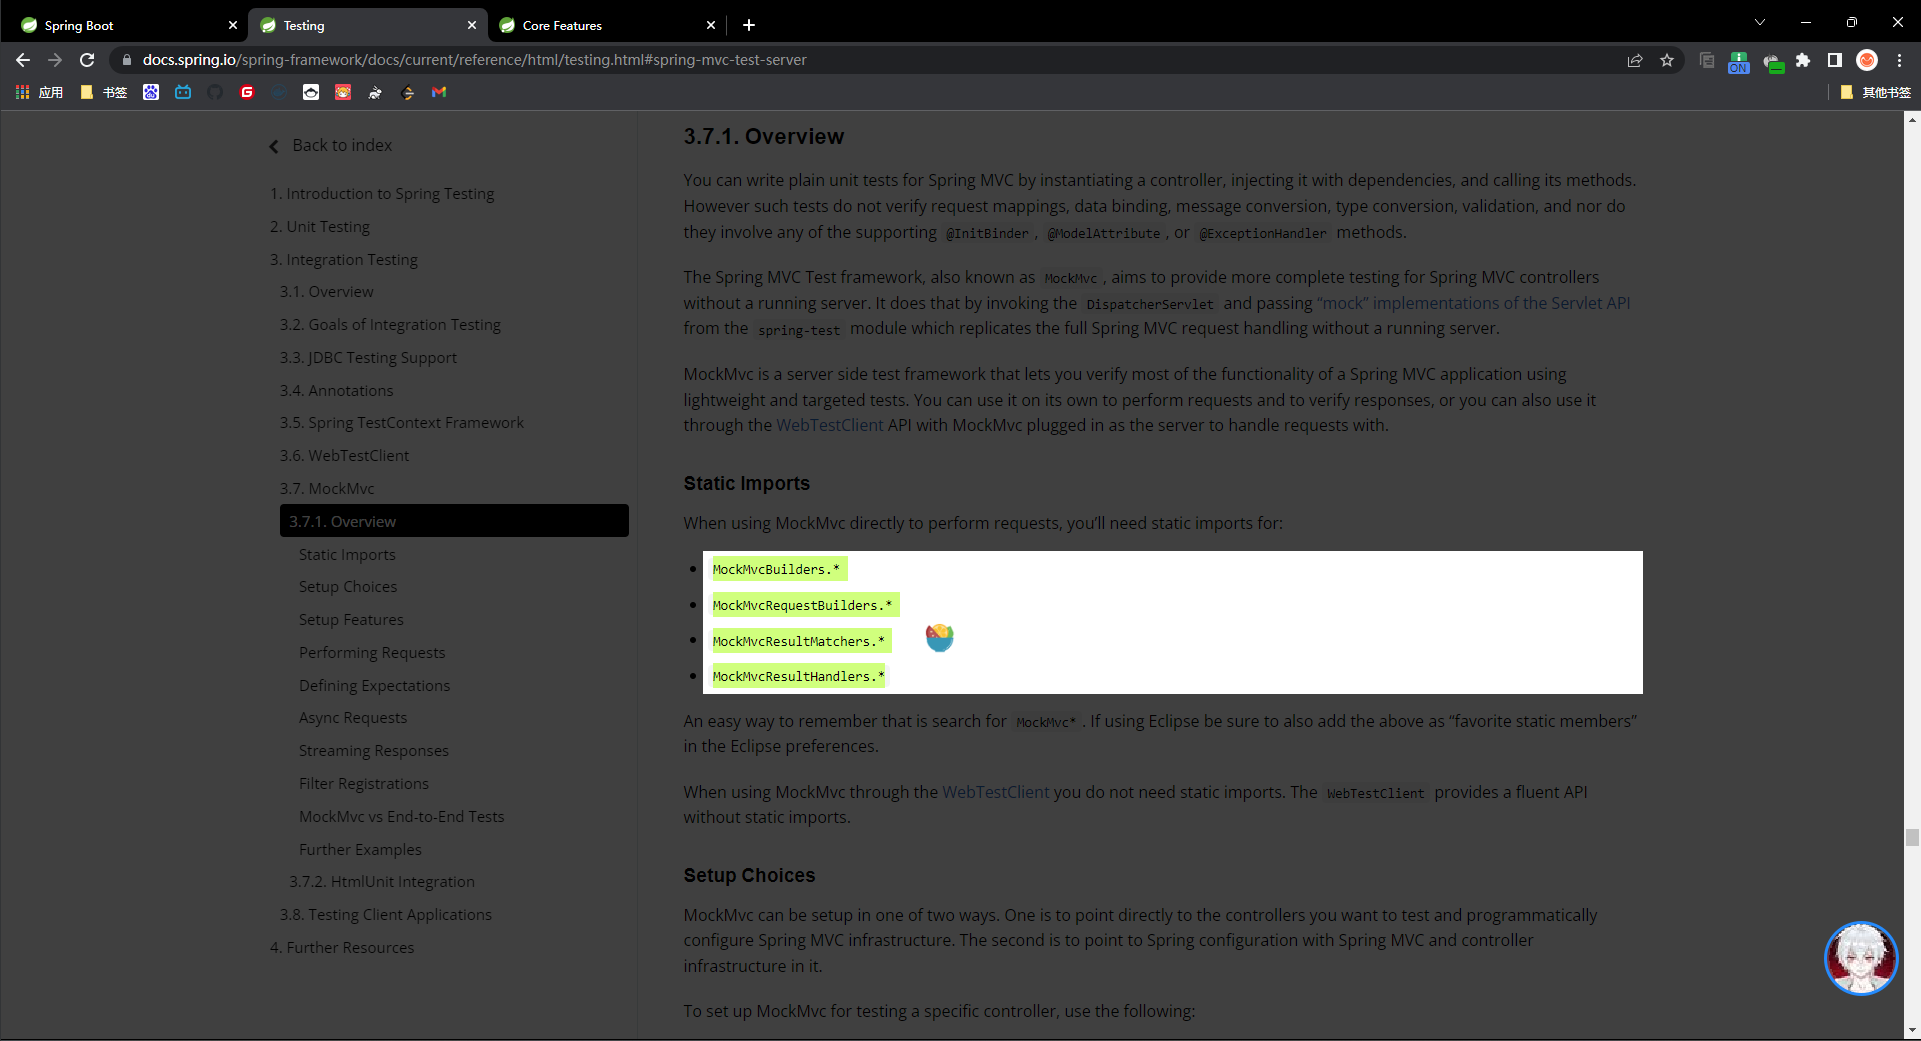 Spring Boot
Testing
Core Features
docs.spring.io/spring-framework/docs/current/reference/html/testing.html#spring-mvc-test-server
ON
应用
书签
其他书签
Back to index
1. Introduction to Spring Testing
2. Unit Testing
3. Integration Testing
3.1. Overview
3.2. Goals of Integration Testing
3.3. JDBC Testing Support
3.4. Annotations
3.5. Spring TestContext Framework
3.6. WebTestClient
3.7. MockMvc
3.7.1. Overview
Static Imports
Setup Choices
Setup Features
Performing Requests
Defining Expectations
Async Requests
Streaming Responses
Filter Registrations
MockMvc vs End-to-End Tests
Further Examples
3.7.2. HtmlUnit Integration
3.8. Testing Client Applications
4. Further Resources
3.7.1. Overview
You can write plain unit tests for Spring MVC by instantiating a controller, injecting it with dependencies, and calling its methods.
However such tests do not verify request mappings, data binding, message conversion, type conversion, validation, and nor do
they involve any of the supporting @InitBinder, @ModelAttribute, or @ExceptionHandler methods.
The Spring MVC Test framework, also known as MockMvc, aims to provide more complete testing for Spring MVC controllers
without a running server. It does that by invoking the DispatcherServlet and passing “mock” implementations of the Servlet API
from the spring-test module which replicates the full Spring MVC request handling without a running server.
MockMvc is a server side test framework that lets you verify most of the functionality of a Spring MVC application using
lightweight and targeted tests. You can use it on its own to perform requests and to verify responses, or you can also use it
through the WebTestClient API with MockMvc plugged in as the server to handle requests with.
Static Imports
When using MockMvc directly to perform requests, you’ll need static imports for:
MockMvcBuilders.*
MockMvcRequestBuilders.*
MockMvcResultMatchers.*
MockMvcResultHandlers.*
An easy way to remember that is search for MockMvc*. If using Eclipse be sure to also add the above as “favorite static members”
in the Eclipse preferences.
When using MockMvc through the WebTestClient you do not need static imports. The WebTestClient provides a fluent API
without static imports.
Setup Choices
MockMvc can be setup in one of two ways. One is to point directly to the controllers you want to test and programmatically
configure Spring MVC infrastructure. The second is to point to Spring configuration with Spring MVC and controller
infrastructure in it.
To set up MockMvc for testing a specific controller, use the following: